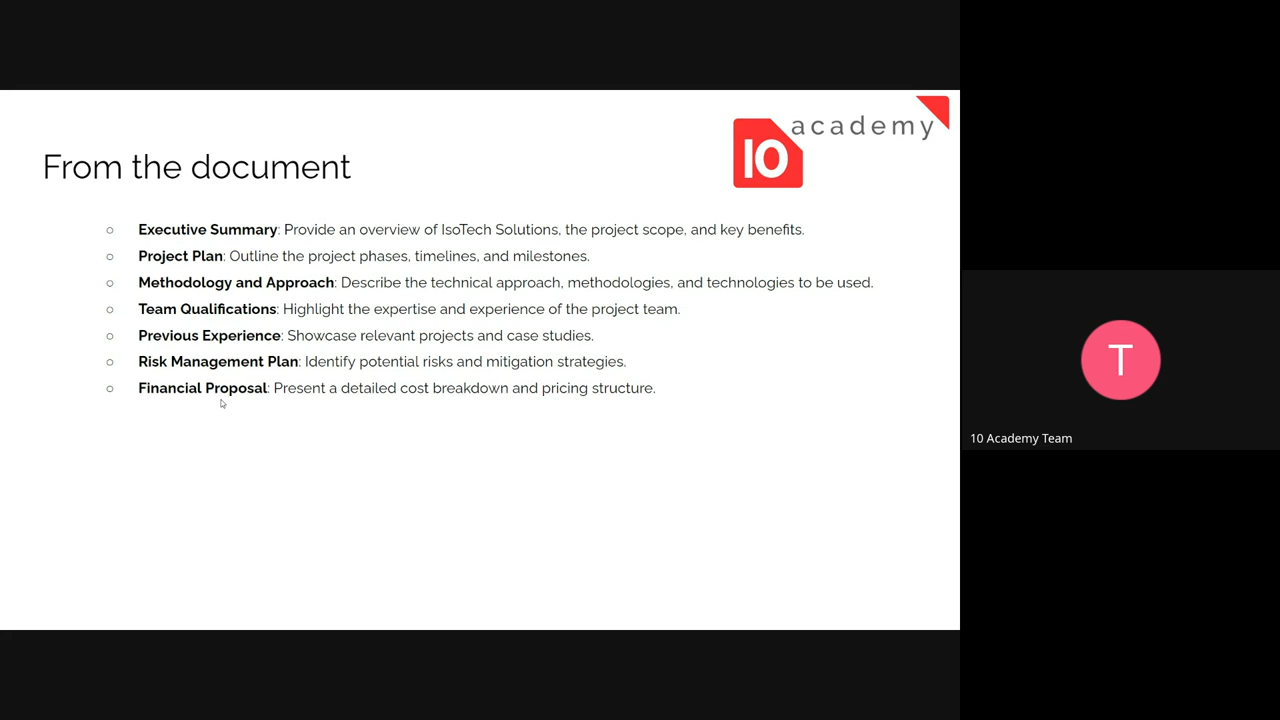 10 academy
From the document
○ Executive Summary: Provide an overview of IsoTech Solutions, the project scope, and key benefits.
○ Project Plan: Outline the project phases, timelines, and milestones.
○ Methodology and Approach: Describe the technical approach, methodologies, and technologies to be used.
○ Team Qualifications: Highlight the expertise and experience of the project team.
○ Previous Experience: Showcase relevant projects and case studies.
○ Risk Management Plan: Identify potential risks and mitigation strategies.
○ Financial Proposal: Present a detailed cost breakdown and pricing structure.
T
10 Academy Team